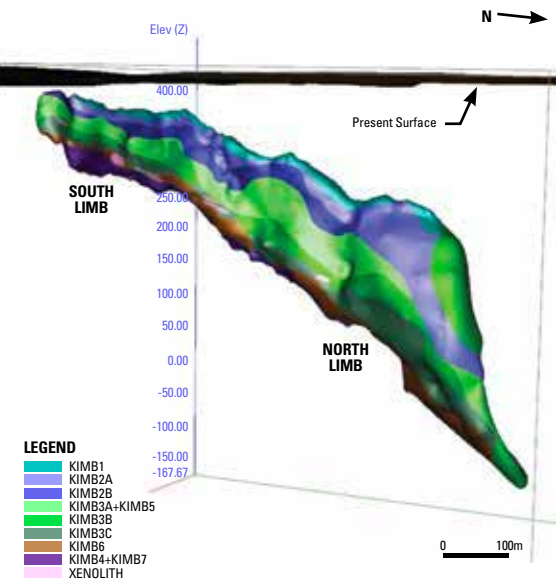 N
Elev (Z)
400.00
Present Surface
SOUTH
LIMB
250.00
200.00
150.00
100.00
50.00
0.00
-50.00
-100.00
-150.00
-167.67
NORTH
LIMB
LEGEND
KIMB1
KIMB2A
KIMB2B
KIMB3A+KIMB5
KIMB3B
KIMB3C
KIMB6
KIMB4+KIMB7
XENOLITH
0 100m